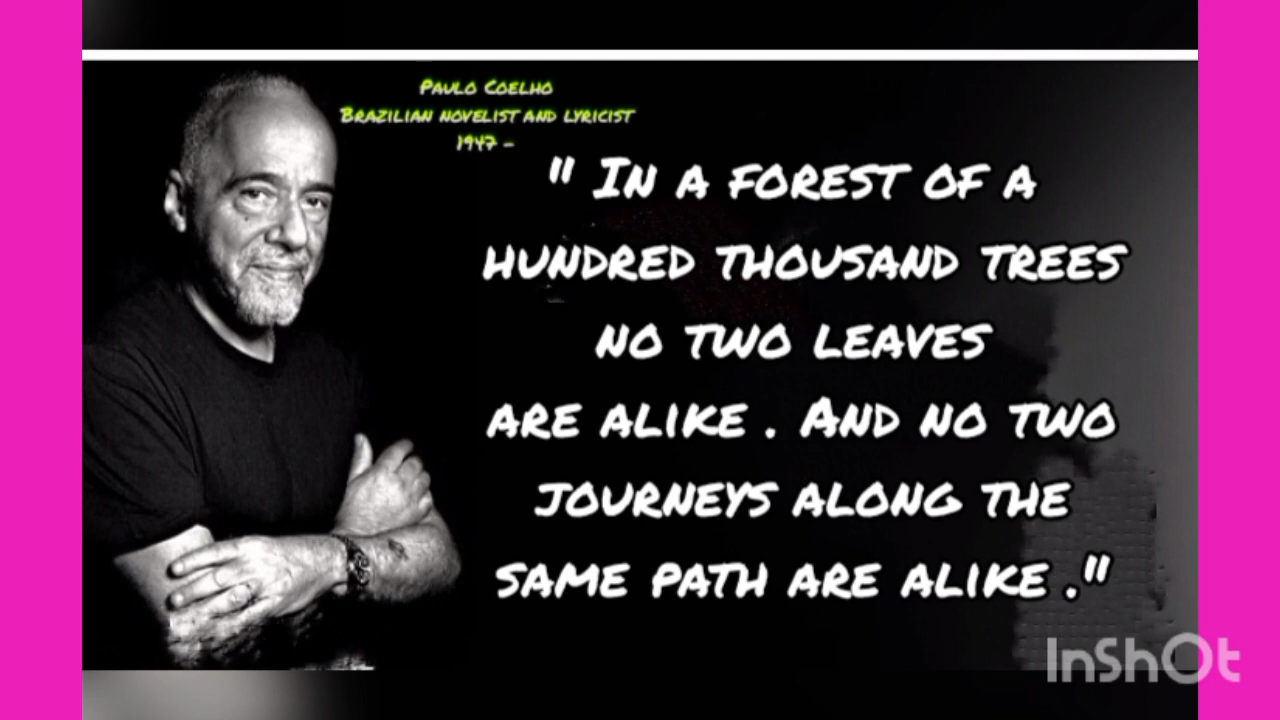 Paulo Coelho
Brazilian novelist and lyricist
1947 -
" In a forest of a
hundred thousand trees
no two leaves
are alike . And no two
journeys along the
same path are alike ."
InShOt